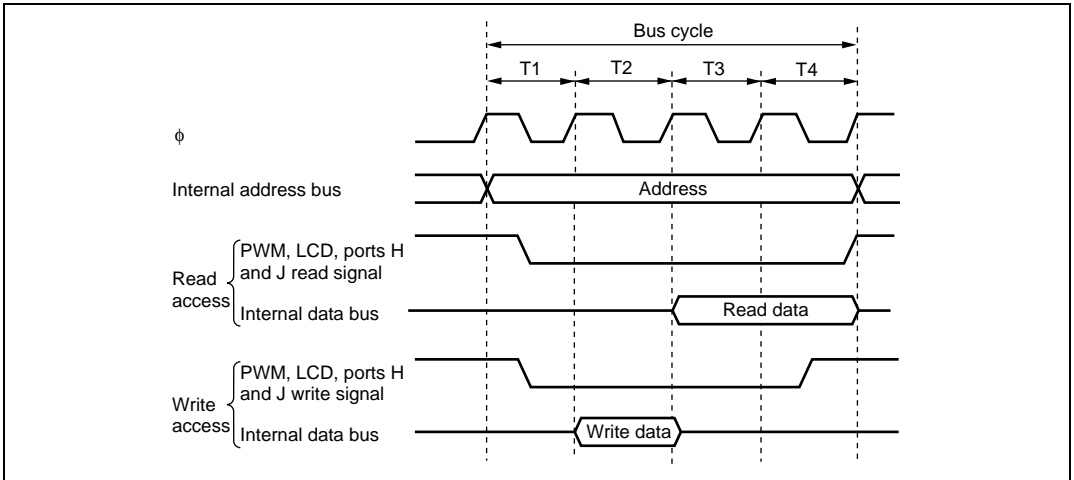 Bus cycle
T1 T2 T3 T4
ϕ
Internal address bus
Address
Read access
PWM, LCD, ports H
and J read signal
Internal data bus
Read data
Write access
PWM, LCD, ports H
and J write signal
Internal data bus
Write data